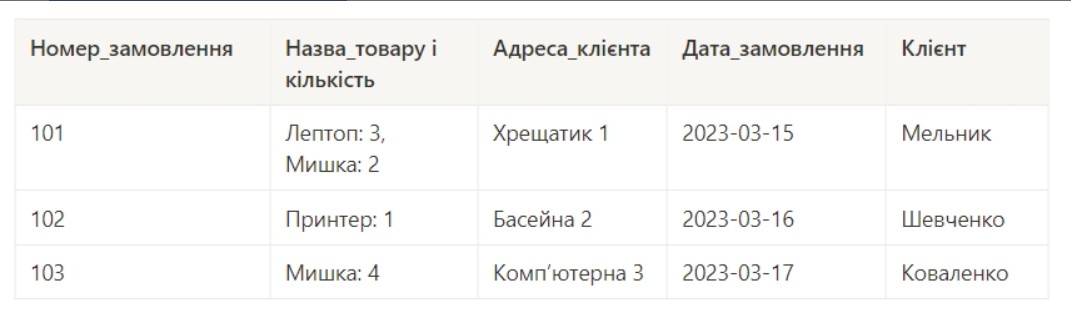 Номер_замовлення Назва_товару і Адреса_клієнта Дата_замовлення Клієнт
кількість
101 Лептоп: 3, Хрещатик 1 2023-03-15 Мельник
Мишка: 2
102 Принтер: 1 Басейна 2 2023-03-16 Шевченко
103 Мишка: 4 Комп’ютерна 3 2023-03-17 Коваленко